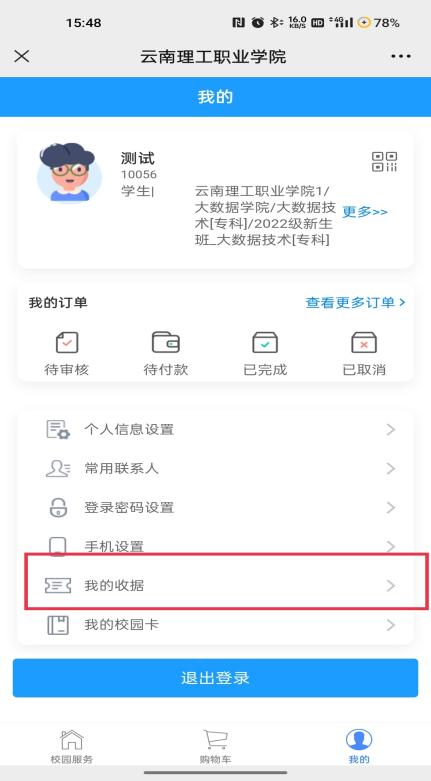 15:48
16.0 KB/S HD 4G 78%
云南理工职业学院
我的
测试
10056
学生|
云南理工职业学院1/
大数据学院/大数据技
术[专科]/2022级新生
班_大数据技术[专科]
更多>>
我的订单 查看更多订单 >
待审核 待付款 已完成 已取消
个人信息设置
常用联系人
登录密码设置
手机设置
我的收据
我的校园卡
退出登录
校园服务 购物车 我的